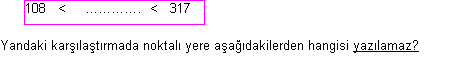 108 < ............. < 317
Yandaki karşılaştırmada noktalı yere aşağıdakilerden hangisi yazılamaz?